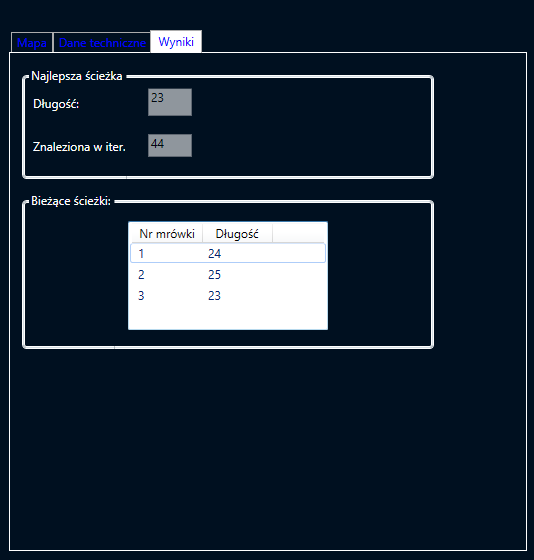 Mapa Dane techniczne Wyniki
Najlepsza ścieżka
Długość: 23
Znaleziona w iter. 44
Bieżące ścieżki:
Nr mrówki Długość
1 24
2 25
3 23